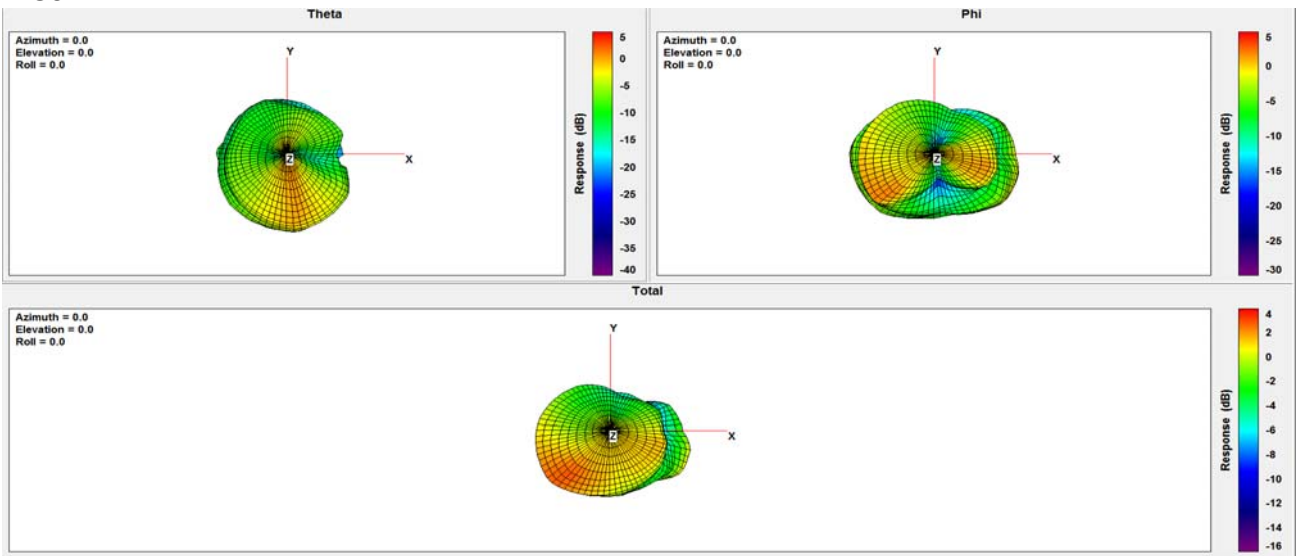 Theta
Azimuth = 0.0
Elevation = 0.0
Roll = 0.0
Y
X
Z
Response (dB)
5
0
-5
-10
-15
-20
-25
-30
-35
-40
Phi
Azimuth = 0.0
Elevation = 0.0
Roll = 0.0
Y
X
Z
Response (dB)
5
0
-5
-10
-15
-20
-25
-30
Total
Azimuth = 0.0
Elevation = 0.0
Roll = 0.0
Y
X
Z
Response (dB)
4
2
0
-2
-4
-6
-8
-10
-12
-14
-16